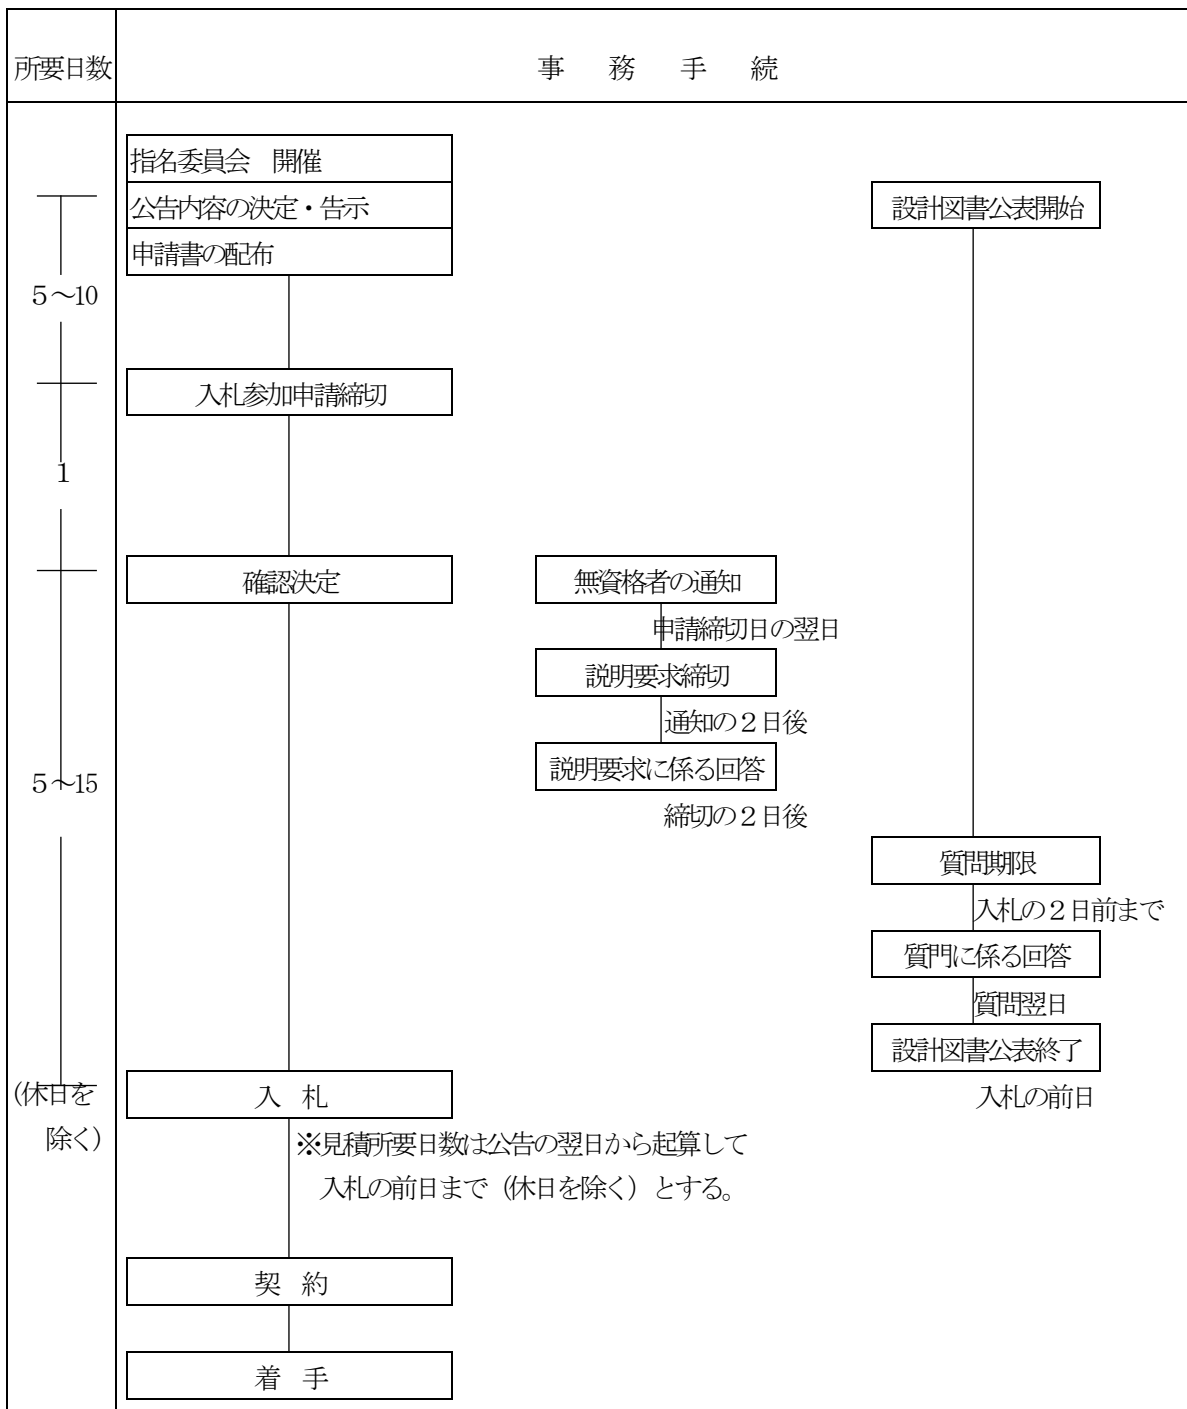 所要日数
事　務　手　続
指名委員会　開催
公告内容の決定・告示
設計図書公表開始
申請書の配布
５～10
入札参加申請締切
１
確認決定
無資格者の通知
申請締切日の翌日
説明要求締切
通知の２日後
５～15
説明要求に係る回答
締切の２日後
質問期限
入札の２日前まで
質門に係る回答
質問翌日
設計図書公表終了
(休日を
除く)
入　札
入札の前日
※見積所要日数は公告の翌日から起算して
入札の前日まで（休日を除く）とする。
契　約
着　手